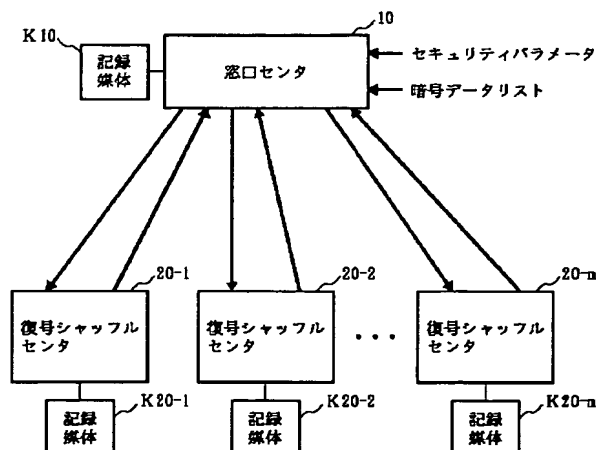 10
K10
記録
媒体
窓口センタ
セキュリティパラメータ
暗号データリスト
20-1
20-2
20-n
復号シャッフル
センタ
復号シャッフル
センタ
・・・
復号シャッフル
センタ
K20-1
K20-2
K20-n
記録
媒体
記録
媒体
記録
媒体